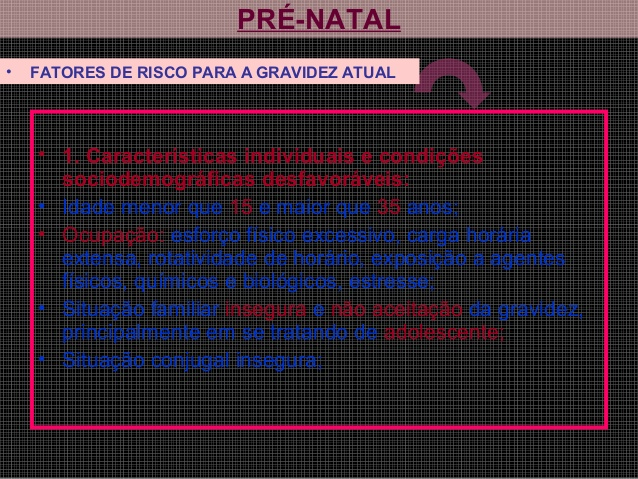 PRÉ-NATAL
• FATORES DE RISCO PARA A GRAVIDEZ ATUAL
• 1. Características individuais e condições
sociodemográficas desfavoráveis:
• Idade menor que 15 e maior que 35 anos;
• Ocupação: esforço físico excessivo, carga horária
extensa, rotatividade de horário, exposição a agentes
físicos, químicos e biológicos, estresse;
• Situação familiar insegura e não aceitação da gravidez,
principalmente em se tratando de adolescente;
• Situação conjugal insegura;